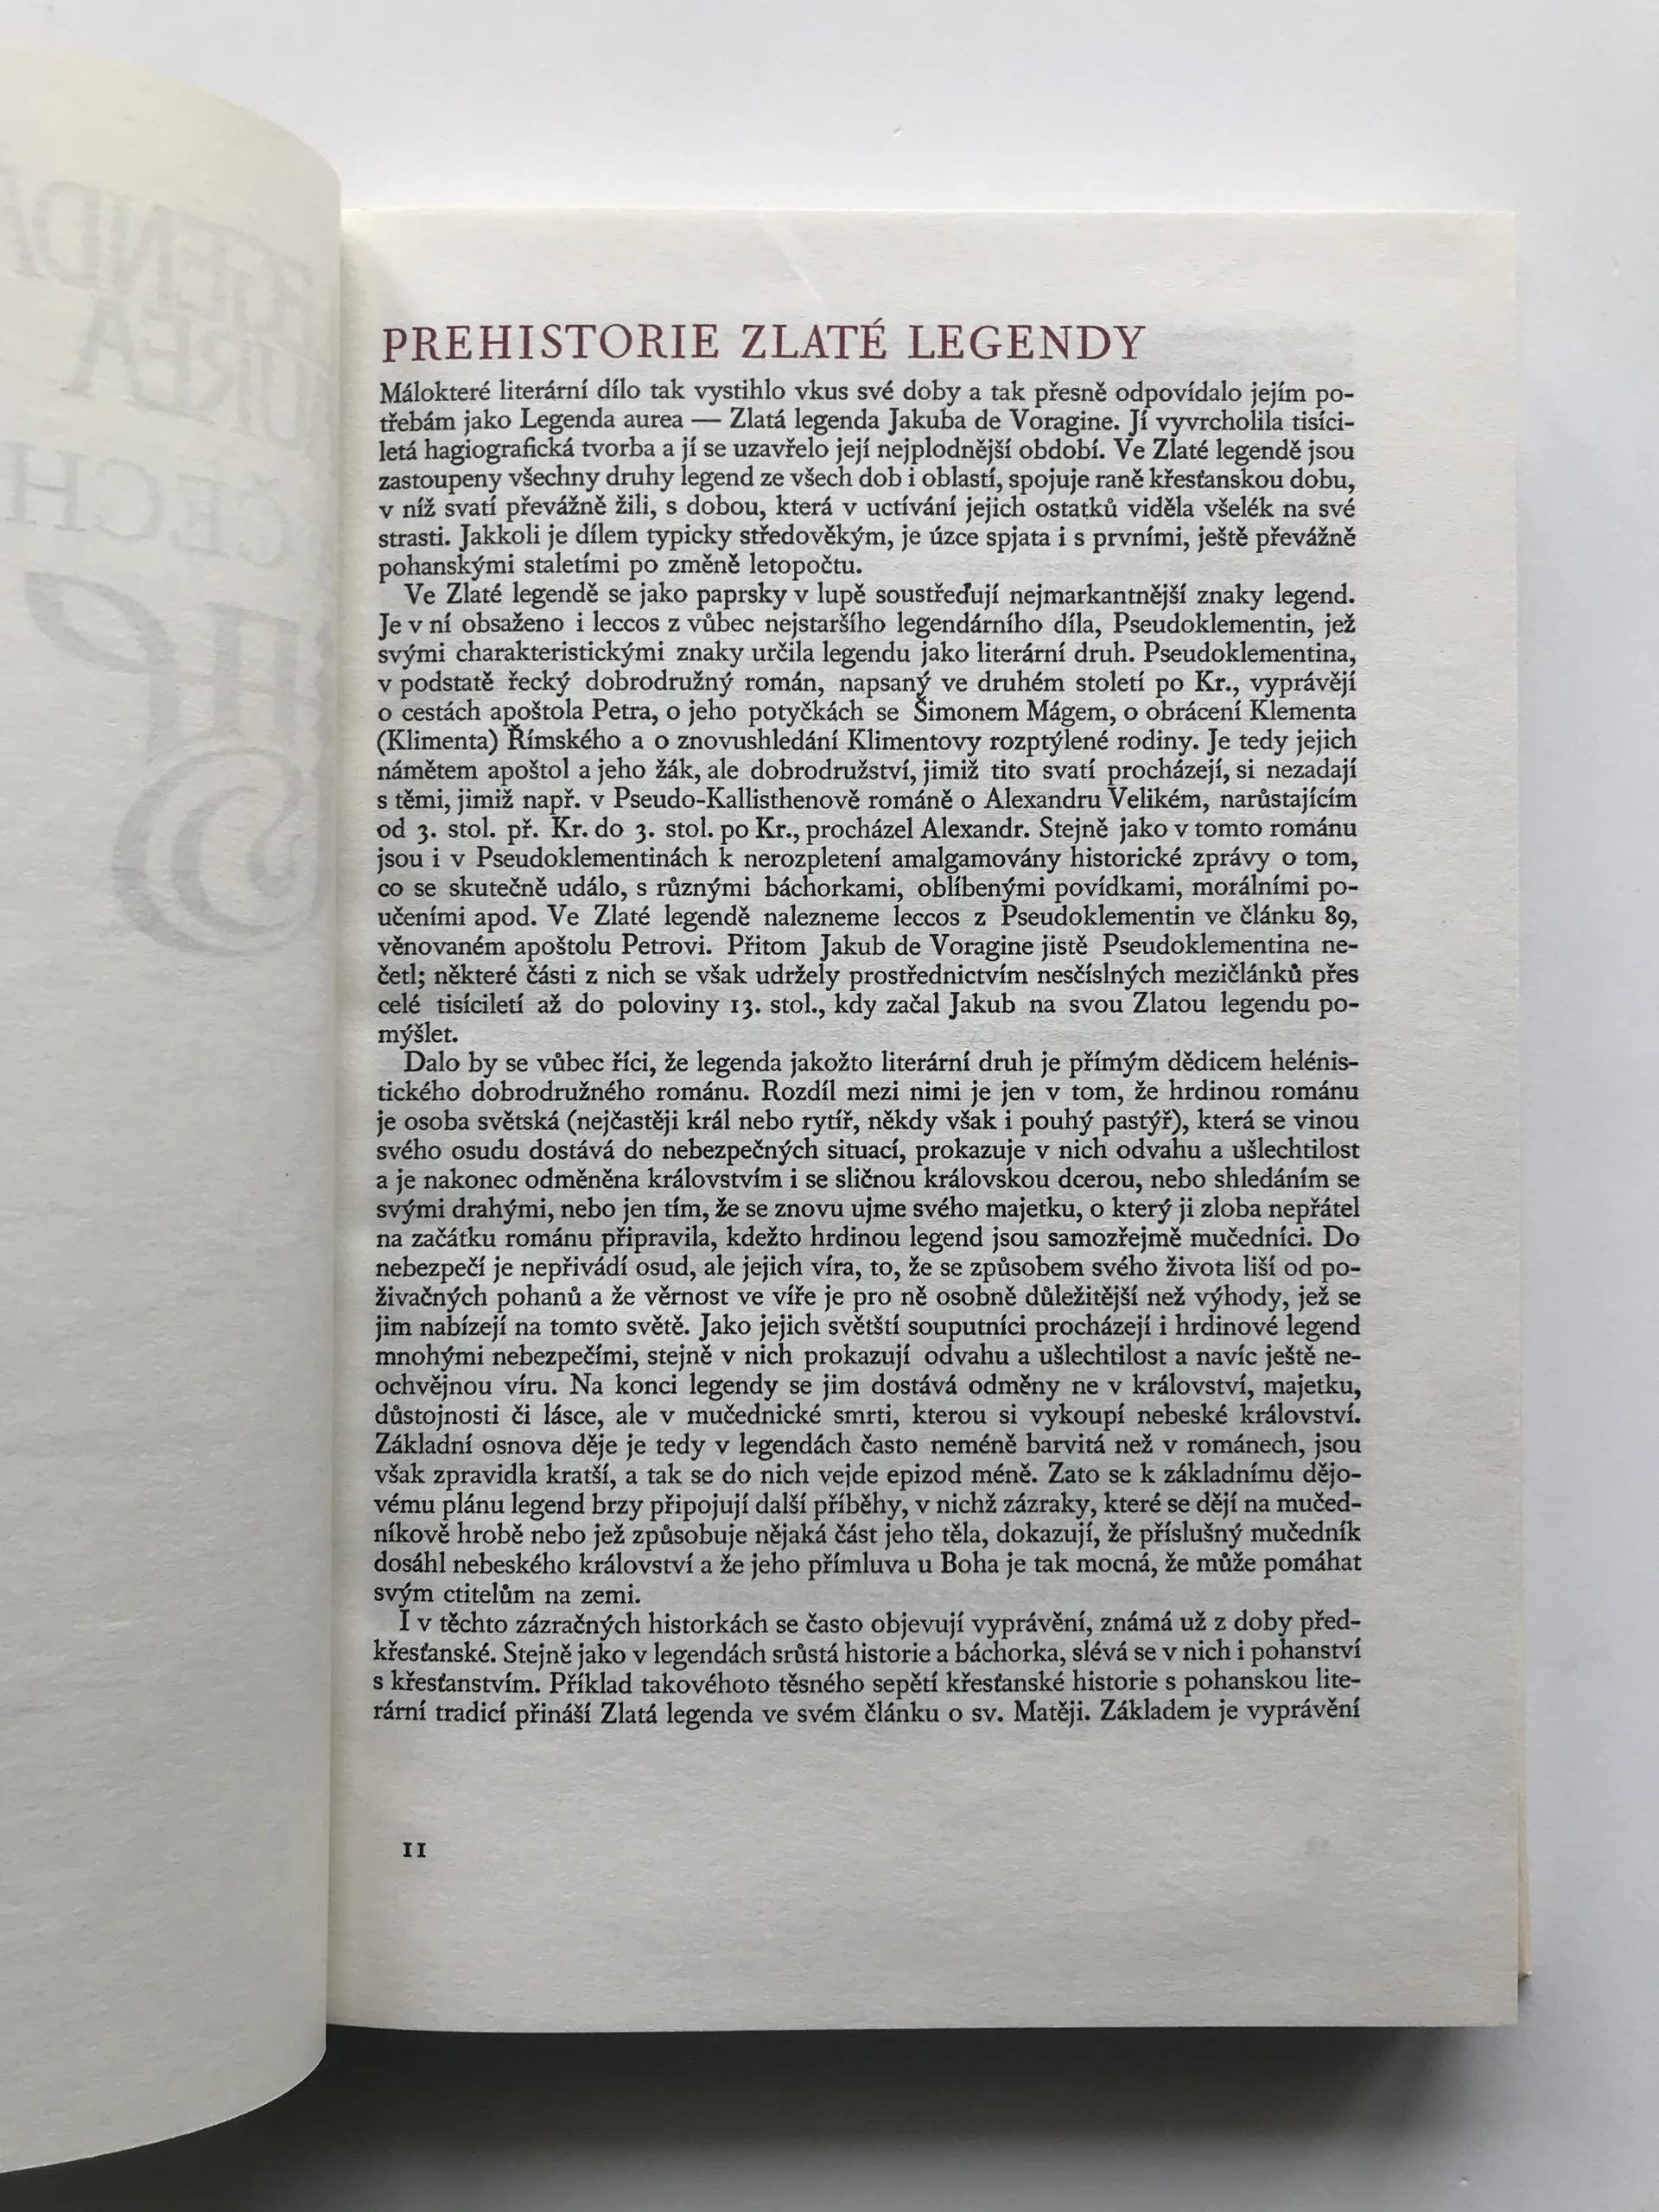 PREHISTORIE ZLATÉ LEGENDY
Málokteré literární dílo tak vystihlo vkus své doby a tak přesně odpovídalo jejím po-
třebám jako Legenda aurea — Zlatá legenda Jakuba de Voragine. Jí vyvrcholila tisíci-
letá hagiografická tvorba a jí se uzavřelo její nejplodnější období. Ve Zlaté legendě jsou
zastoupeny všechny druhy legend ze všech dob i oblastí, spojuje raně křesťanskou dobu,
v níž svatí převážně žili, s dobou, která v uctívání jejich ostatků viděla všelék na své
strasti. Jakkoli je dílem typicky středověkým, je úzce spjata i s prvními, ještě převážně
pohanskými staletími po změně letopočtu.
Ve Zlaté legendě se jako paprsky v lupě soustřeďují nejmarkantnější znaky legend.
Je v ní obsaženo i leccos z vůbec nejstaršího legendárního díla, Pseudoklementin, jež
svými charakteristickými znaky určila legendu jako literární druh. Pseudoklementina,
v podstatě řecký dobrodružný román, napsaný ve druhém století po Kr., vyprávějí
o cestách apoštola Petra, o jeho potyčkách se Šimonem Mágem, o obrácení Klementa
(Klimenta) Římského a o znovushledání Klimentovy rozptýlené rodiny. Je tedy jejich
námětem apoštol a jeho žák, ale dobrodružství, jimiž tito svatí procházejí, si nezadají
s těmi, jimiž např. v Pseudo-Kallisthenově románě o Alexandru Velikém, narůstajícím
od 3. stol. př. Kr. do 3. stol. po Kr., procházel Alexandr. Stejně jako v tomto románu
jsou i v Pseudoklementinách k nerozpletení amalgamovány historické zprávy o tom,
co se skutečně událo, s různými báchorkami, oblíbenými povídkami, morálními po-
učeními apod. Ve Zlaté legendě nalezneme leccos z Pseudoklementin ve článku 89,
věnovaném apoštolu Petrovi. Přitom Jakub de Voragine jistě Pseudoklementina ne-
četl; některé části z nich se však udržely prostřednictvím nesčíslných mezičlánků přes
celé tisíciletí až do poloviny 13. stol., kdy začal Jakub na svou Zlatou legendu po-
mýšlet.
Dalo by se vůbec říci, že legenda jakožto literární druh je přímým dědicem helénis-
tického dobrodružného románu. Rozdíl mezi nimi je jen v tom, že hrdinou románu
je osoba světská (nejčastěji král nebo rytíř, někdy však i pouhý pastýř), která se vinou
svého osudu dostává do nebezpečných situací, prokazuje v nich odvahu a ušlechtilost
a je nakonec odměněna královstvím i se sličnou královskou dcerou, nebo shledáním se
svými drahými, nebo jen tím, že se znovu ujme svého majetku, o který ji zloba nepřátel
na začátku románu připravila, kdežto hrdinou legend jsou samozřejmě mučedníci. Do
nebezpečí je nepřivádí osud, ale jejich víra, to, že se způsobem svého života liší od po-
živačných pohanů a že věrnost ve víře je pro ně osobně důležitější než výhody, jež se
jim nabízejí na tomto světě. Jako jejich světští souputníci procházejí i hrdinové legend
mnohými nebezpečími, stejně v nich prokazují odvahu a ušlechtilost a navíc ještě ne-
ochvějnou víru. Na konci legendy se jim dostává odměny ne v království, majetku,
důstojnosti či lásce, ale v mučednické smrti, kterou si vykoupí nebeské království.
Základní osnova děje je tedy v legendách často neméně barvitá než v románech, jsou
však zpravidla kratší, a tak se do nich vejde epizod méně. Zato se k základnímu dějo-
vému plánu legend brzy připojují další příběhy, v nichž zázraky, které se dějí na mučed-
níkově hrobě nebo jež způsobuje nějaká část jeho těla, dokazují, že příslušný mučedník
dosáhl nebeského království a že jeho přímluva u Boha je tak mocná, že může pomáhat
svým ctitelům na zemi.
I v těchto zázračných historkách se často objevují vyprávění, známá už z doby před-
křesťanské. Stejně jako v legendách srůstá historie a báchorka, slévá se v nich i pohanství
s křesťanstvím. Příklad takovéhoto těsného sepětí křesťanské historie s pohanskou lite-
rární tradicí přináší Zlatá legenda ve svém článku o sv. Matěji. Základem je vyprávění
11